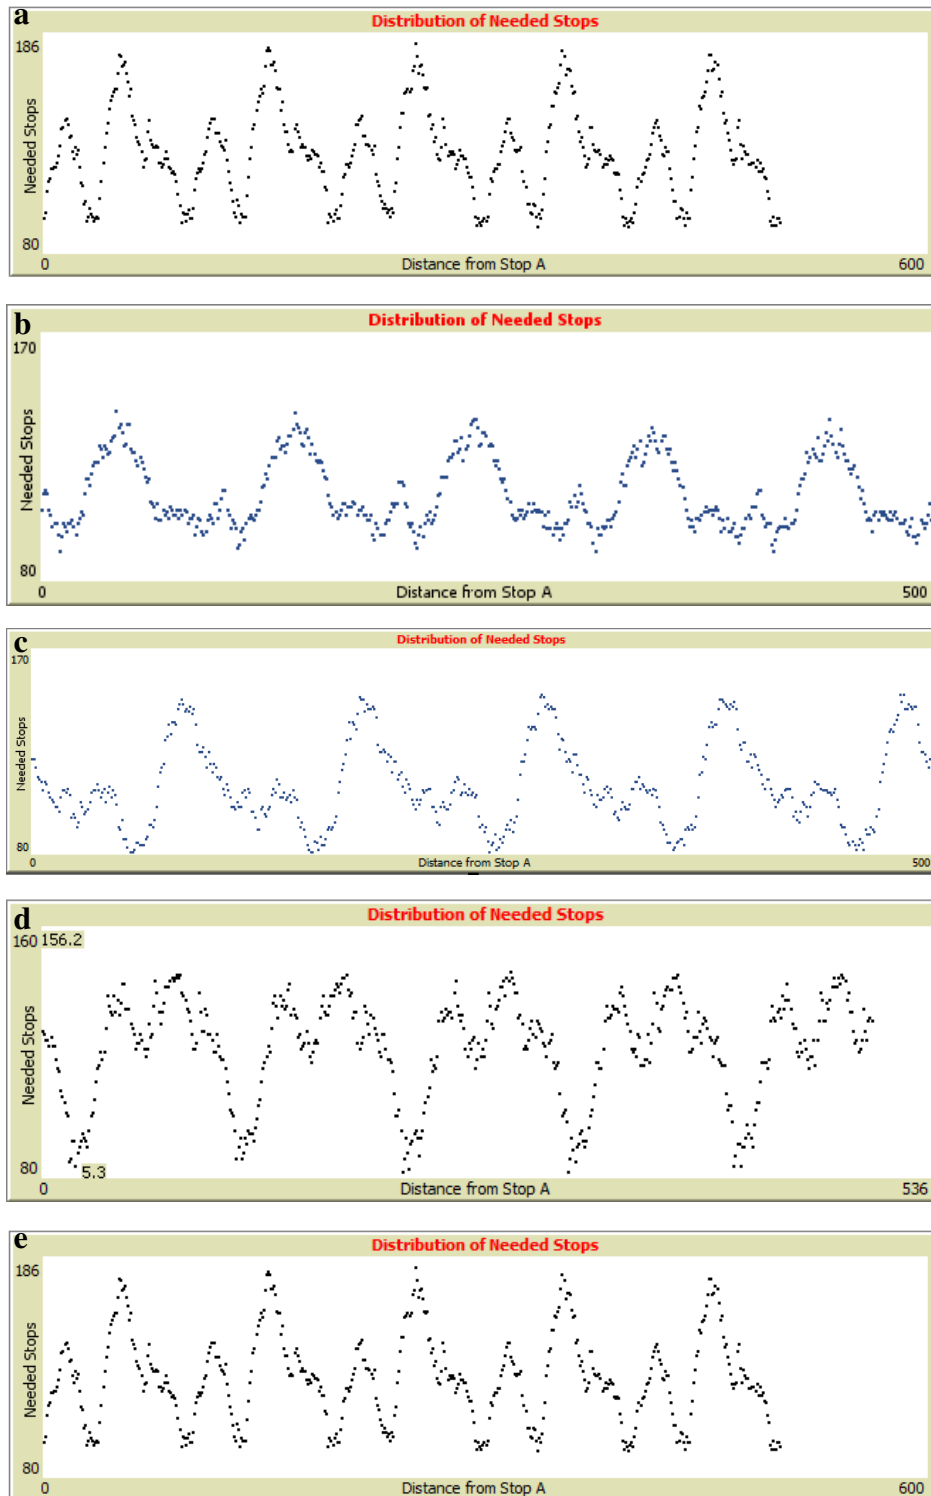 a
Distribution of Needed Stops
186
Needed Stops
80
0
Distance from Stop A
600
b
Distribution of Needed Stops
170
Needed Stops
80
0
Distance from Stop A
500
c
Distribution of Needed Stops
170
Needed Stops
80
0
Distance from Stop A
500
d
Distribution of Needed Stops
160
156.2
Needed Stops
80
5.3
0
Distance from Stop A
536
e
Distribution of Needed Stops
186
Needed Stops
80
0
Distance from Stop A
600